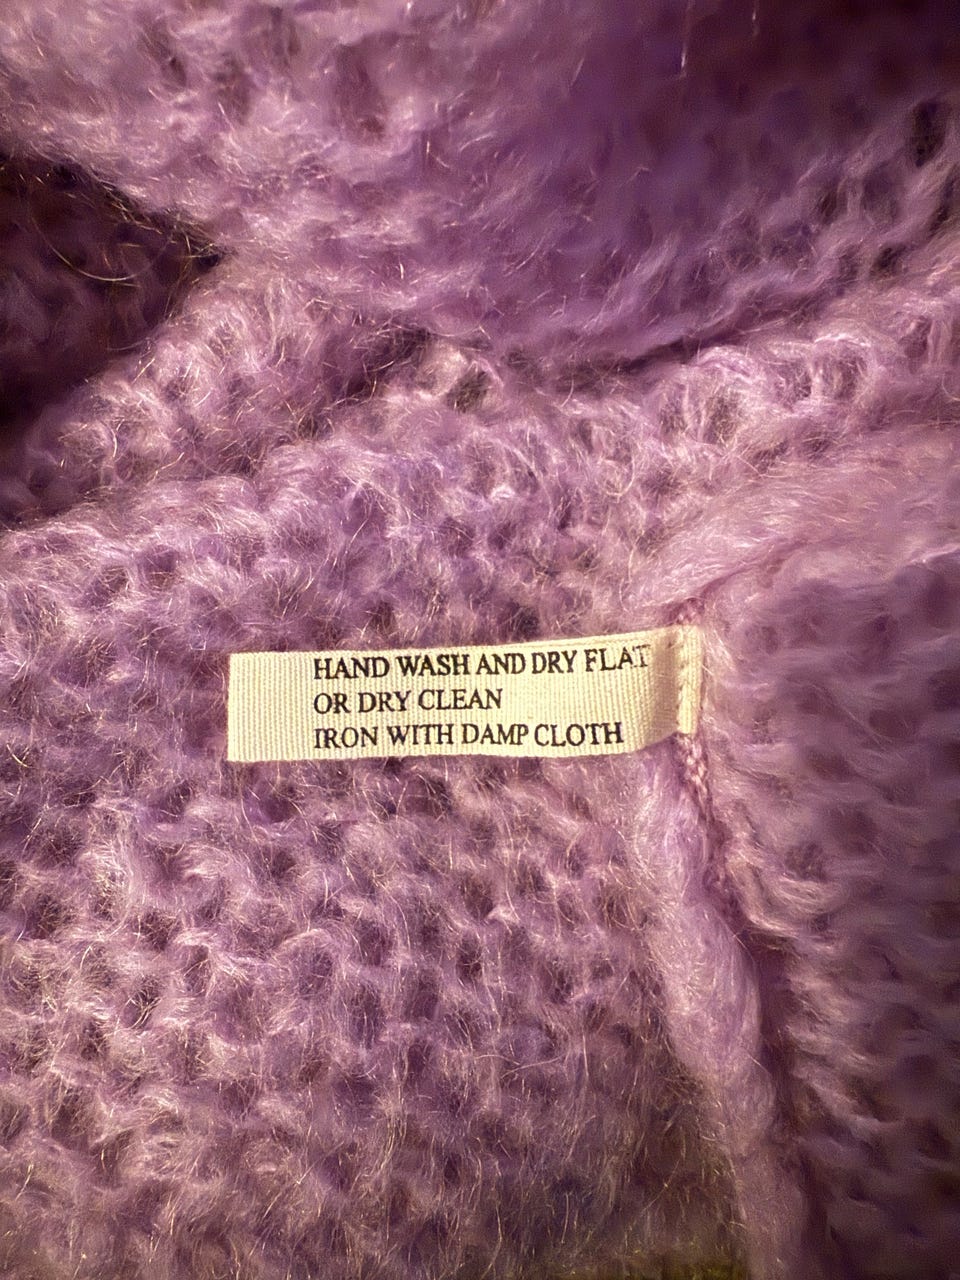 HAND WASH AND DRY FLAT
OR DRY CLEAN
IRON WITH DAMP CLOTH